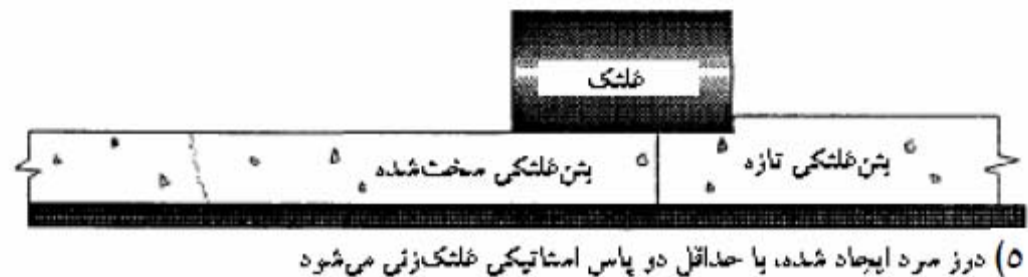 غلتک
بتن‌غلتکی سخت‌شده
بتن‌غلتکی تازه
۵) درز سرد ایجاد شده، با حداقل دو پاس استاتیکی غلتک‌زنی می‌شود